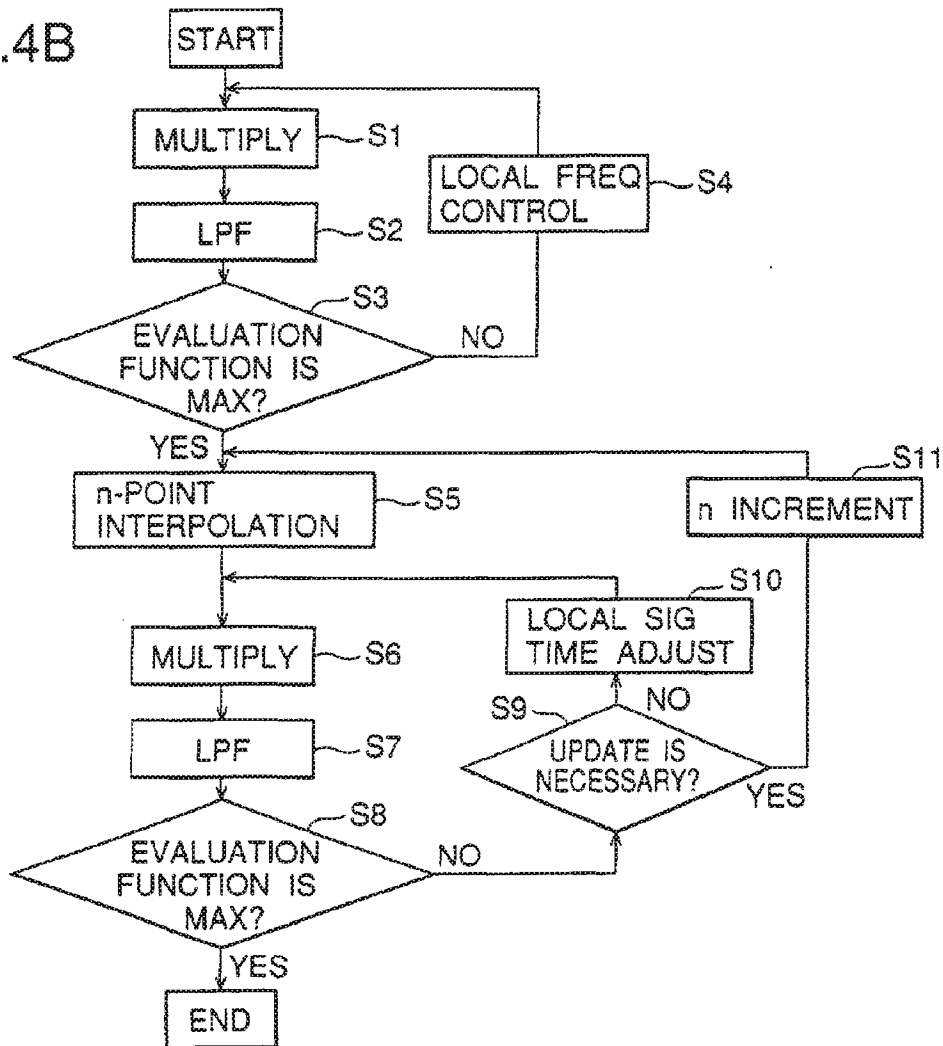 .4B
START
MULTIPLY
S1
LOCAL FREQ
CONTROL
S4
LPF
S2
S3
EVALUATION
FUNCTION IS
MAX?
NO
YES
n-POINT
INTERPOLATION
S5
S11
n INCREMENT
S10
LOCAL SIG
TIME ADJUST
MULTIPLY
S6
NO
S9
UPDATE IS
NECESSARY?
YES
LPF
S7
S8
EVALUATION
FUNCTION IS
MAX?
NO
YES
END